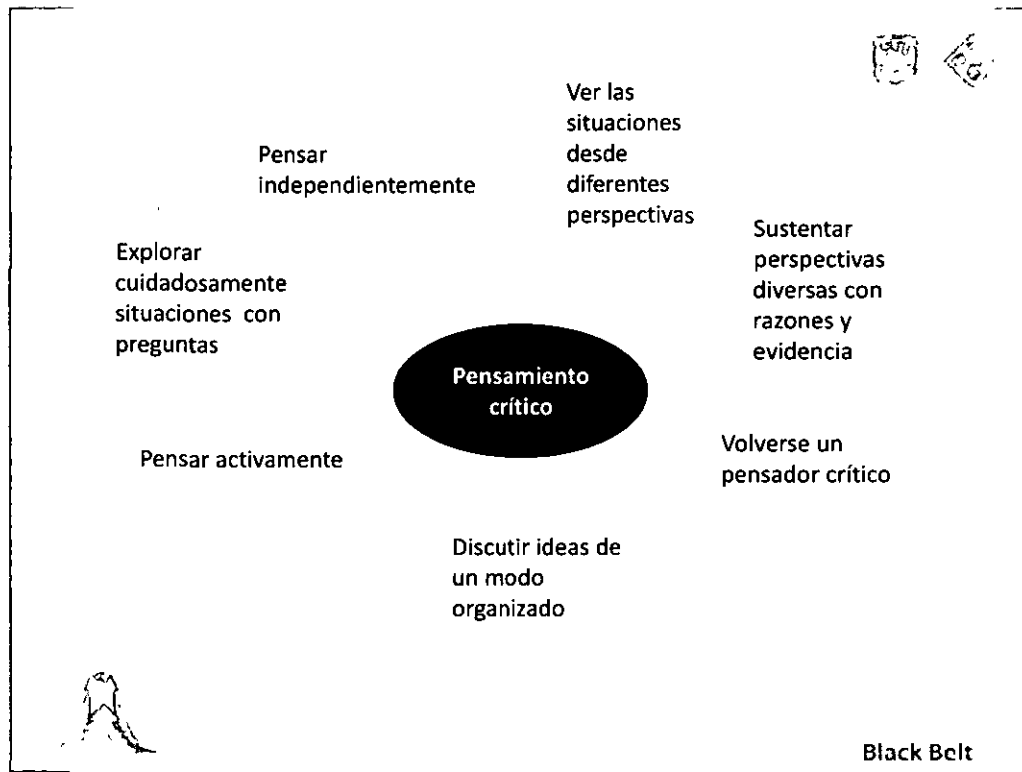 Ver las
situaciones
desde
diferentes
perspectivas
Pensar
independientemente
Sustentar
perspectivas
diversas con
razones y
evidencia
Explorar
cuidadosamente
situaciones con
preguntas
Pensamiento
crítico
Volverse un
pensador crítico
Pensar activamente
Discutir ideas de
un modo
organizado
Black Belt